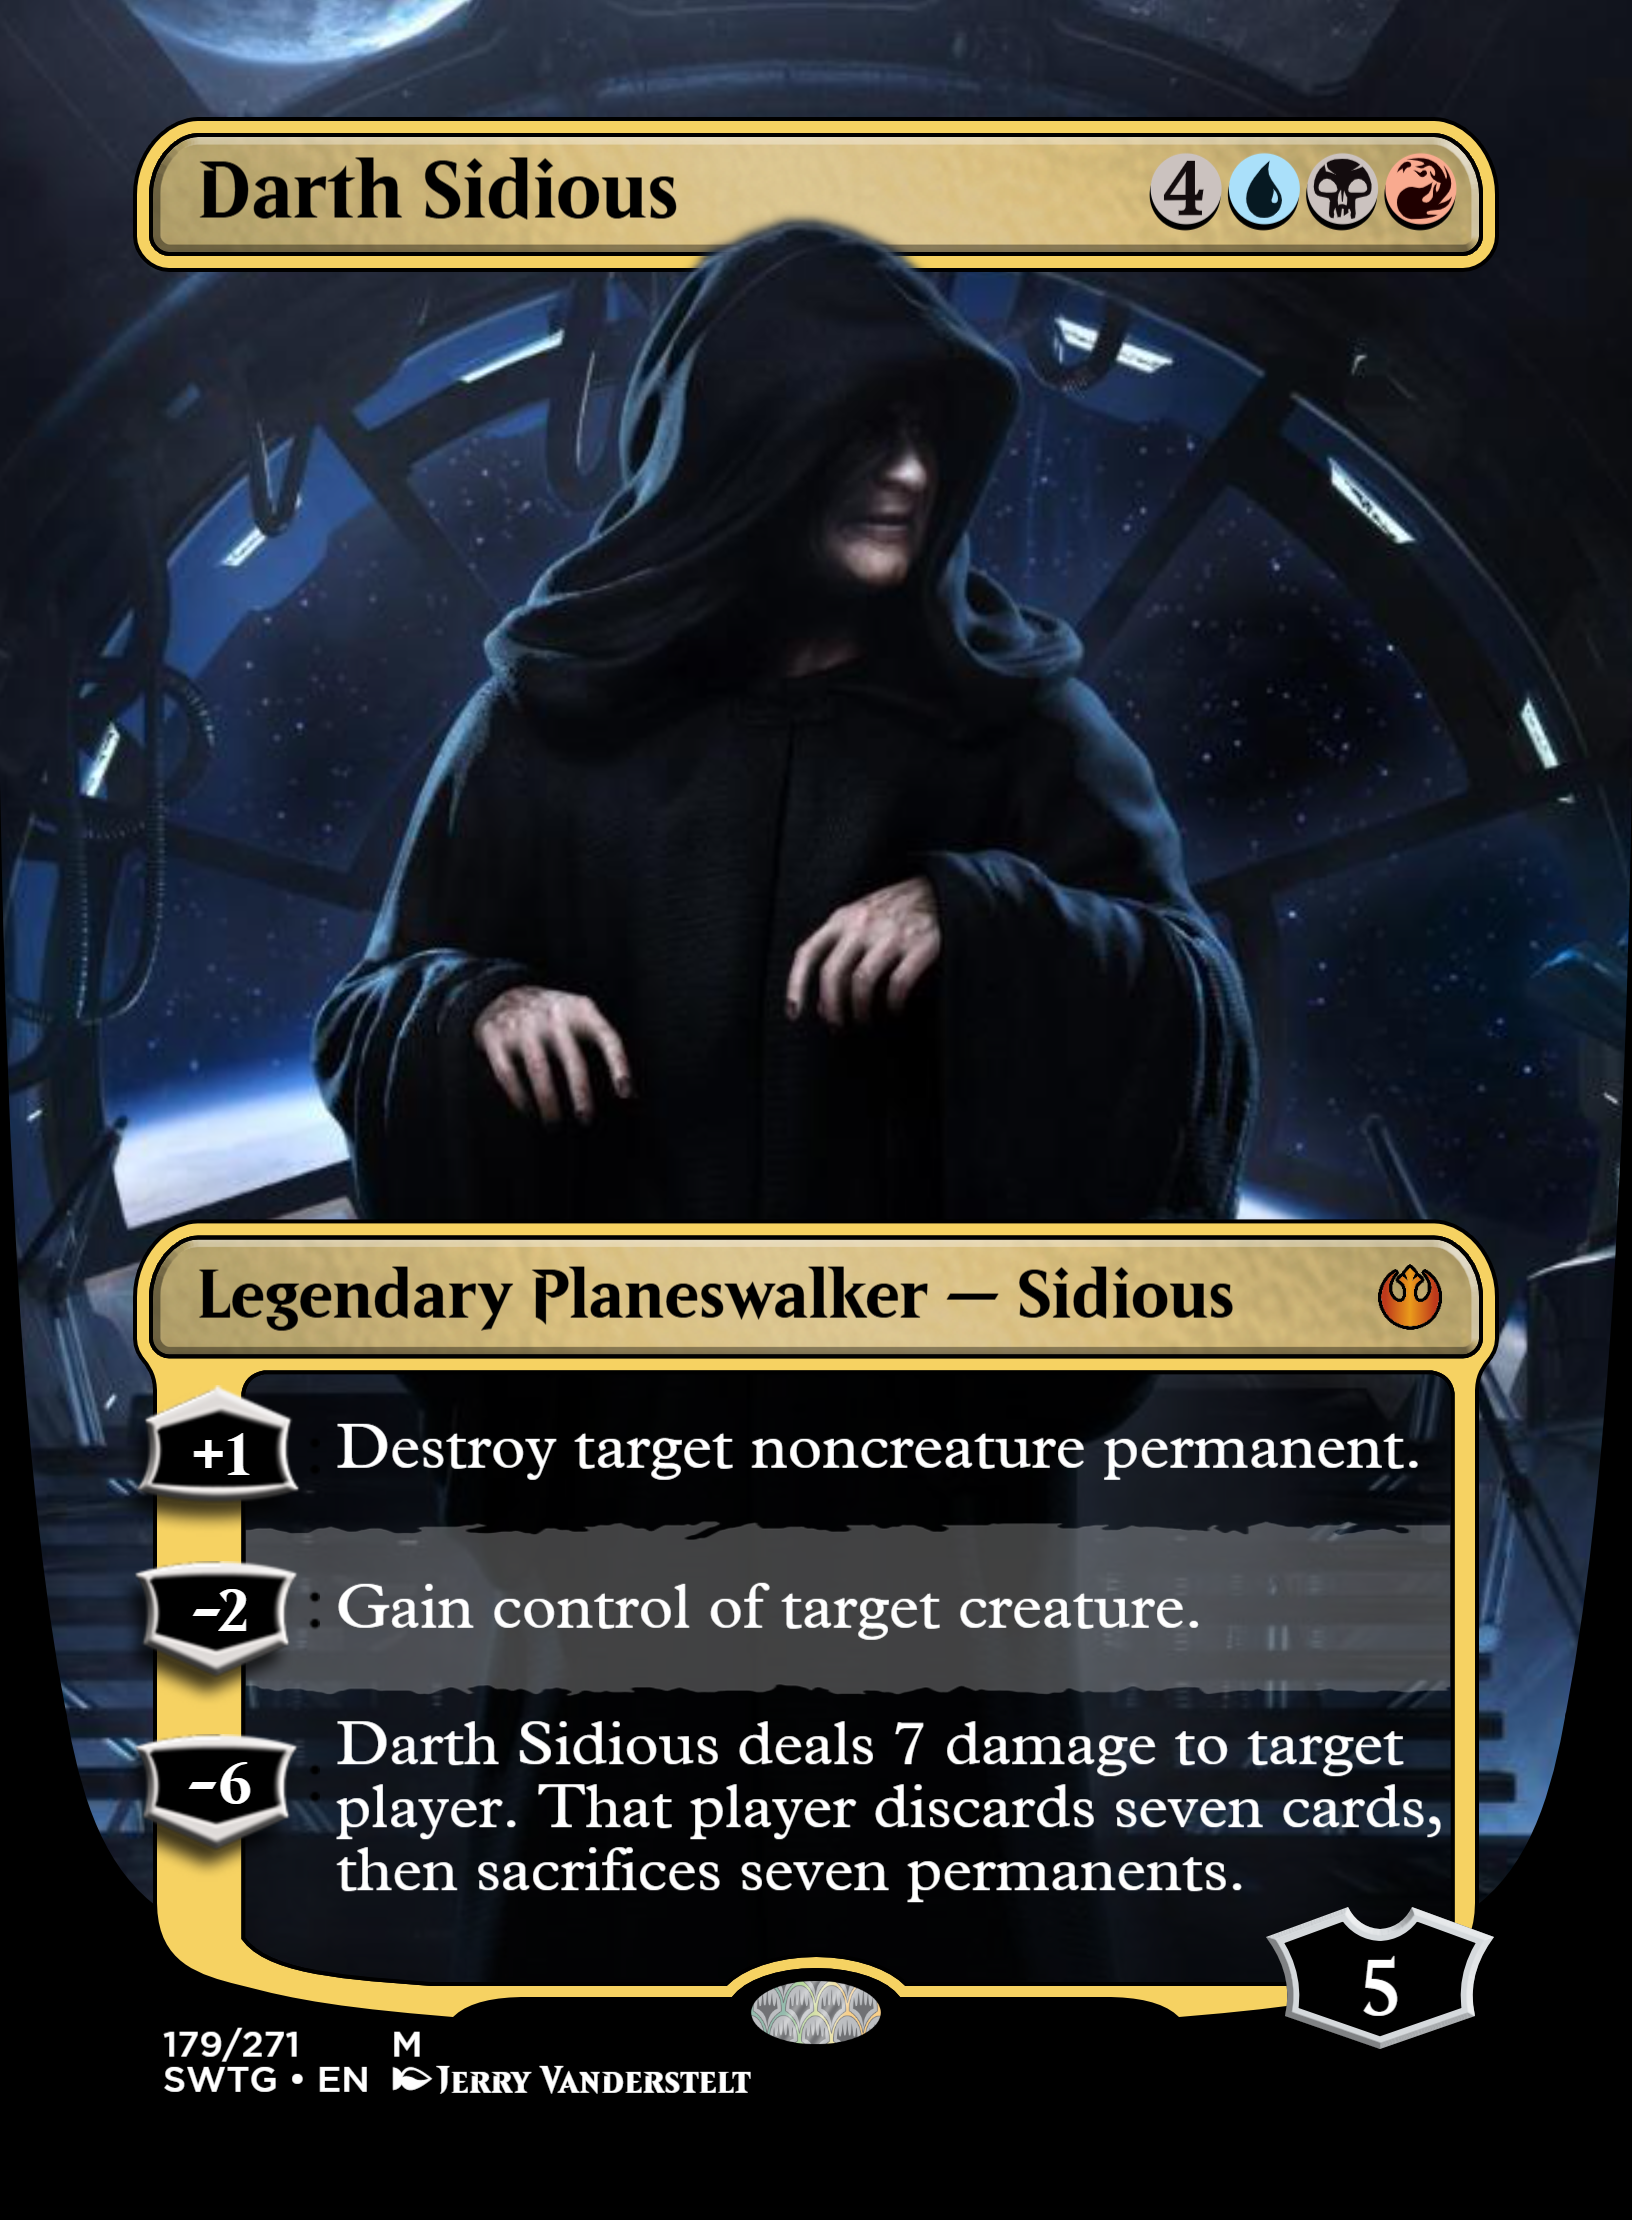 Darth Sidious 4
Legendary Planeswalker — Sidious
+1 : Destroy target noncreature permanent.
−2 : Gain control of target creature.
−6 : Darth Sidious deals 7 damage to target
player. That player discards seven cards,
then sacrifices seven permanents.
5
179/271 M
SWTG • EN Jerry Vanderstelt